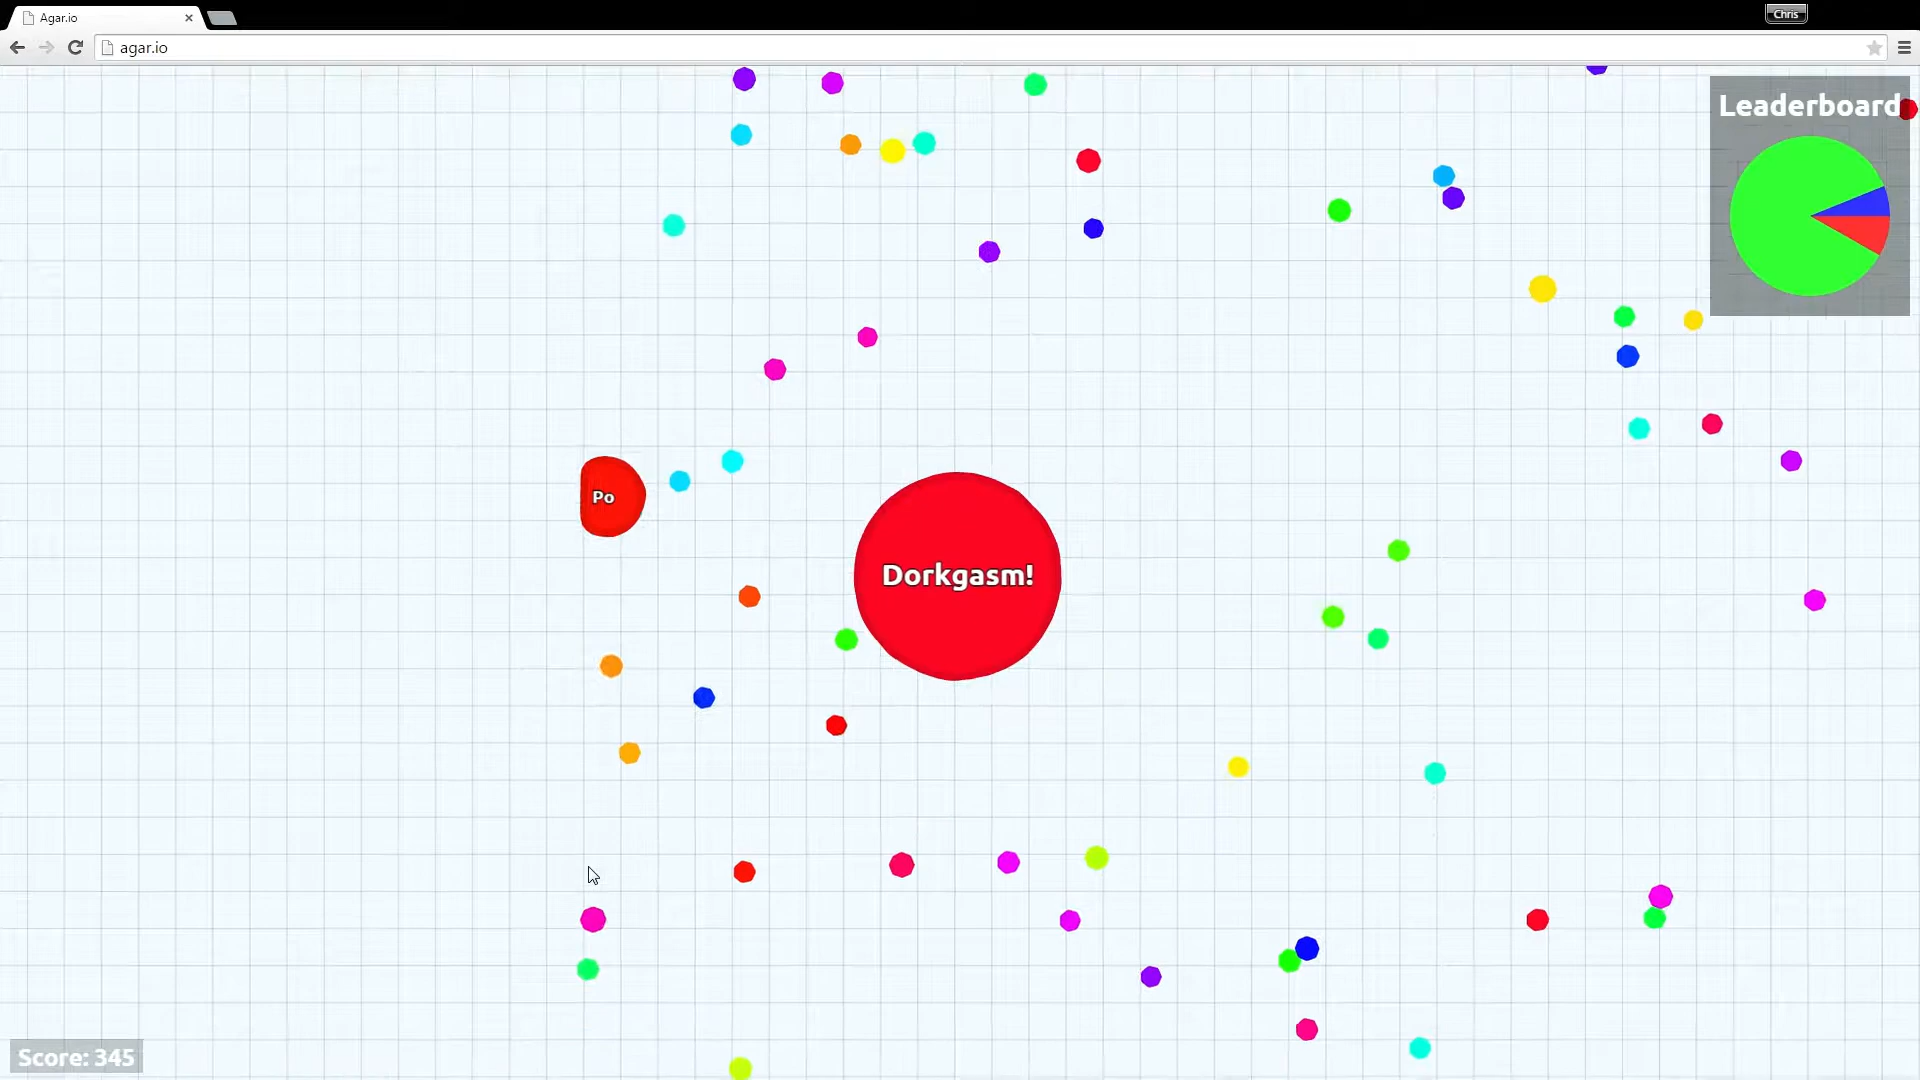 Agar.io
Chris
agar.io
Leaderboard
Po
Dorkgasm!
Score: 345